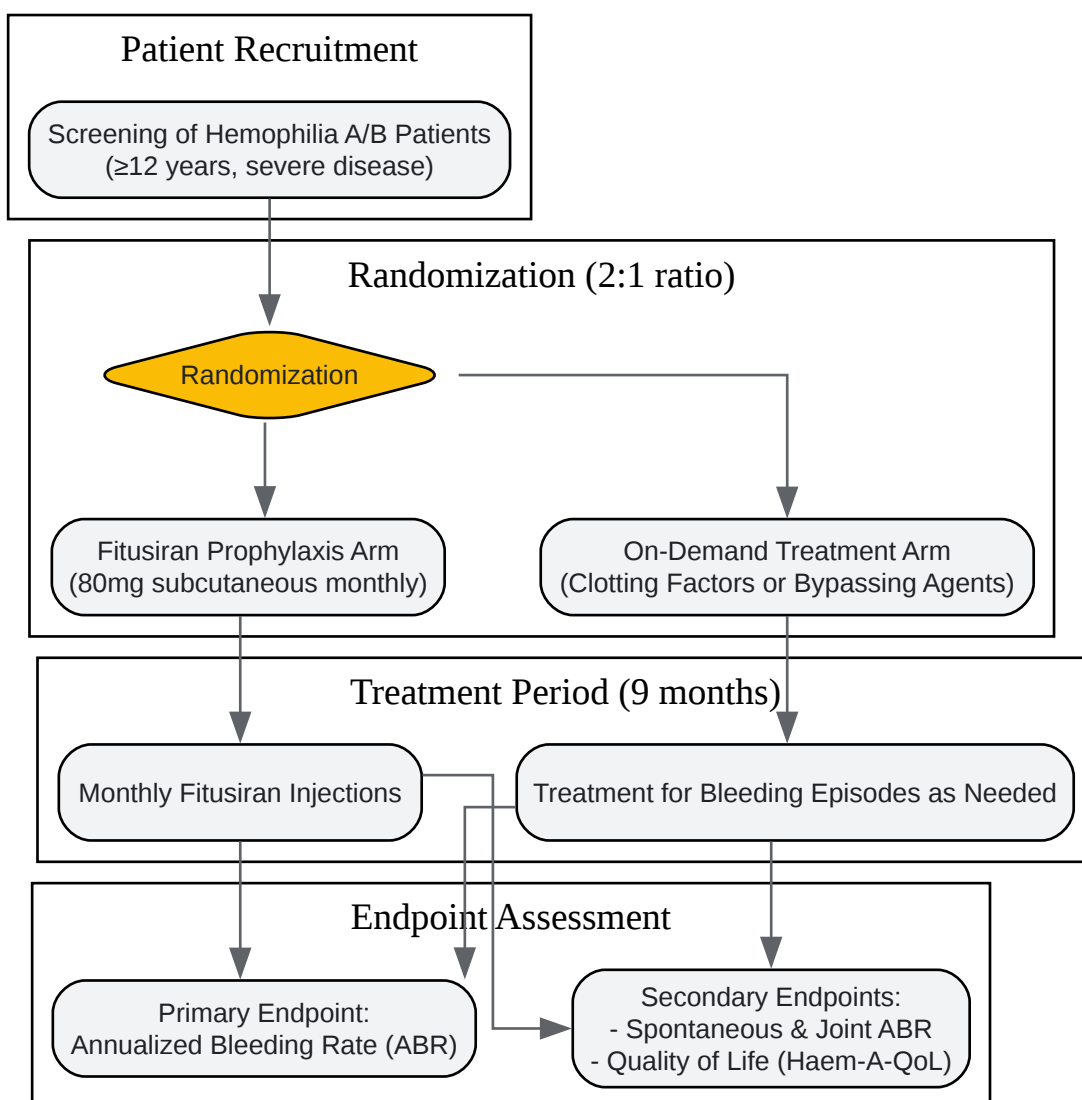 Patient Recruitment
Screening of Hemophilia A/B Patients
(≥12 years, severe disease)
Randomization (2:1 ratio)
Randomization
Fitusiran Prophylaxis Arm
(80mg subcutaneous monthly)
On-Demand Treatment Arm
(Clotting Factors or Bypassing Agents)
Treatment Period (9 months)
Monthly Fitusiran Injections
Treatment for Bleeding Episodes as Needed
Endpoint Assessment
Primary Endpoint:
Annualized Bleeding Rate (ABR)
Secondary Endpoints:
- Spontaneous & Joint ABR
- Quality of Life (Haem-A-QoL)